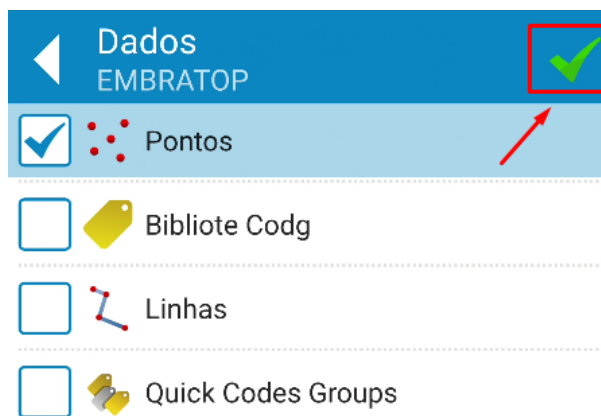 Dados
EMBRATOP
Pontos
Bibliote Codg
Linhas
Quick Codes Groups